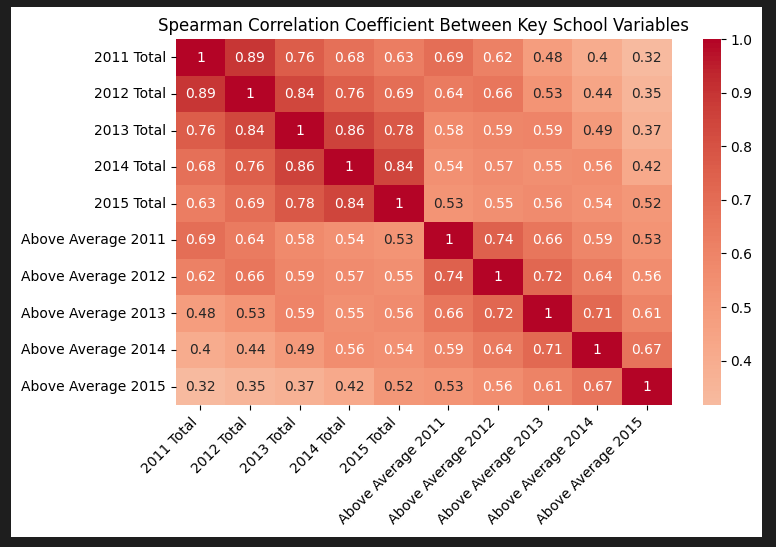 Spearman Correlation Coefficient Between Key School Variables
2011 Total 1 0.89 0.76 0.68 0.63 0.69 0.62 0.48 0.4 0.32
2012 Total 0.89 1 0.84 0.76 0.69 0.64 0.66 0.53 0.44 0.35
2013 Total 0.76 0.84 1 0.86 0.78 0.58 0.59 0.59 0.49 0.37
2014 Total 0.68 0.76 0.86 1 0.84 0.54 0.57 0.55 0.56 0.42
2015 Total 0.63 0.69 0.78 0.84 1 0.53 0.55 0.56 0.54 0.52
Above Average 2011 0.69 0.64 0.58 0.54 0.53 1 0.74 0.66 0.59 0.53
Above Average 2012 0.62 0.66 0.59 0.57 0.55 0.74 1 0.72 0.64 0.56
Above Average 2013 0.48 0.53 0.59 0.55 0.56 0.66 0.72 1 0.71 0.61
Above Average 2014 0.4 0.44 0.49 0.56 0.54 0.59 0.64 0.71 1 0.67
Above Average 2015 0.32 0.35 0.37 0.42 0.52 0.53 0.56 0.61 0.67 1
2011 Total
2012 Total
2013 Total
2014 Total
2015 Total
Above Average 2011
Above Average 2012
Above Average 2013
Above Average 2014
Above Average 2015
1.0
0.9
0.8
0.7
0.6
0.5
0.4